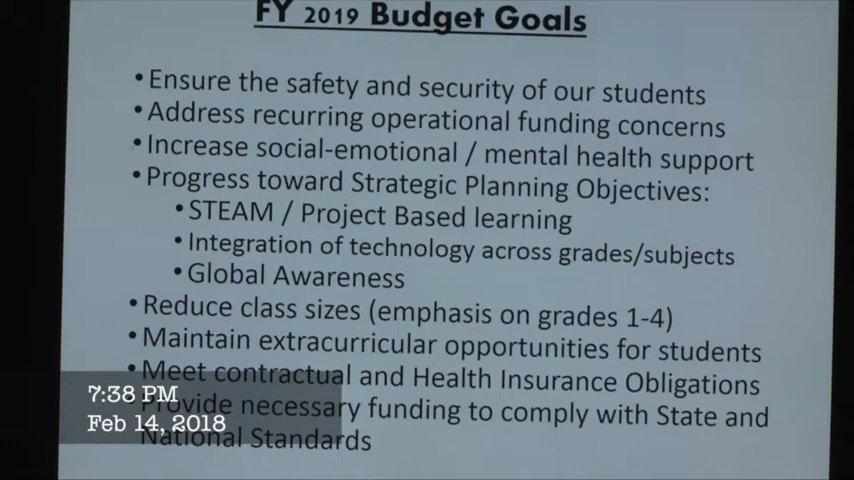 FY 2019 Budget Goals
• Ensure the safety and security of our students
• Address recurring operational funding concerns
• Increase social-emotional / mental health support
• Progress toward Strategic Planning Objectives:
• STEAM / Project Based learning
• Integration of technology across grades/subjects
• Global Awareness
• Reduce class sizes (emphasis on grades 1-4)
• Maintain extracurricular opportunities for students
• Meet contractual and Health Insurance Obligations
Provide necessary funding to comply with State and
National Standards
7:38 PM
Feb 14, 2018